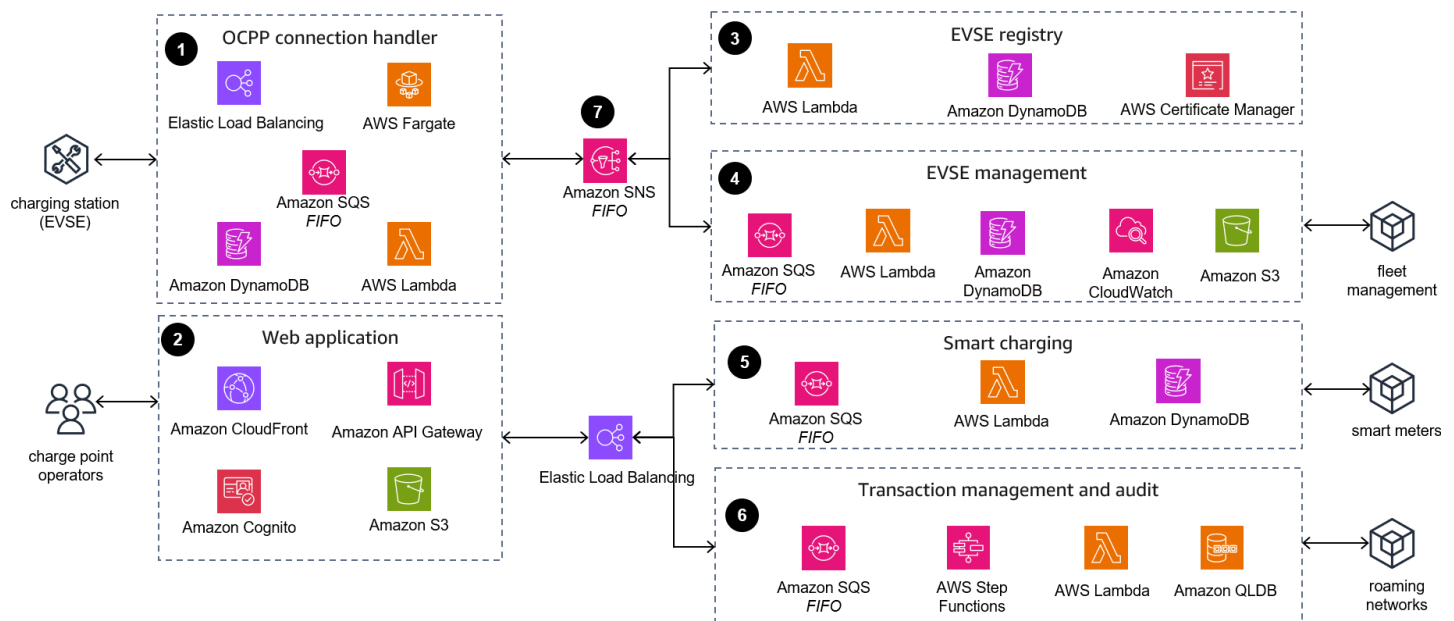 1
OCPP connection handler
Elastic Load Balancing
AWS Fargate
Amazon SQS
FIFO
Amazon DynamoDB
AWS Lambda
charging station
(EVSE)
7
Amazon SNS
FIFO
3
EVSE registry
AWS Lambda
Amazon DynamoDB
AWS Certificate Manager
4
EVSE management
Amazon SQS
FIFO
AWS Lambda
Amazon
DynamoDB
Amazon
CloudWatch
Amazon S3
fleet
management
2
Web application
Amazon CloudFront
Amazon API Gateway
Amazon Cognito
Amazon S3
charge point
operators
Elastic Load Balancing
5
Smart charging
Amazon SQS
FIFO
AWS Lambda
Amazon DynamoDB
smart meters
6
Transaction management and audit
Amazon SQS
FIFO
AWS Step
Functions
AWS Lambda
Amazon QLDB
roaming
networks